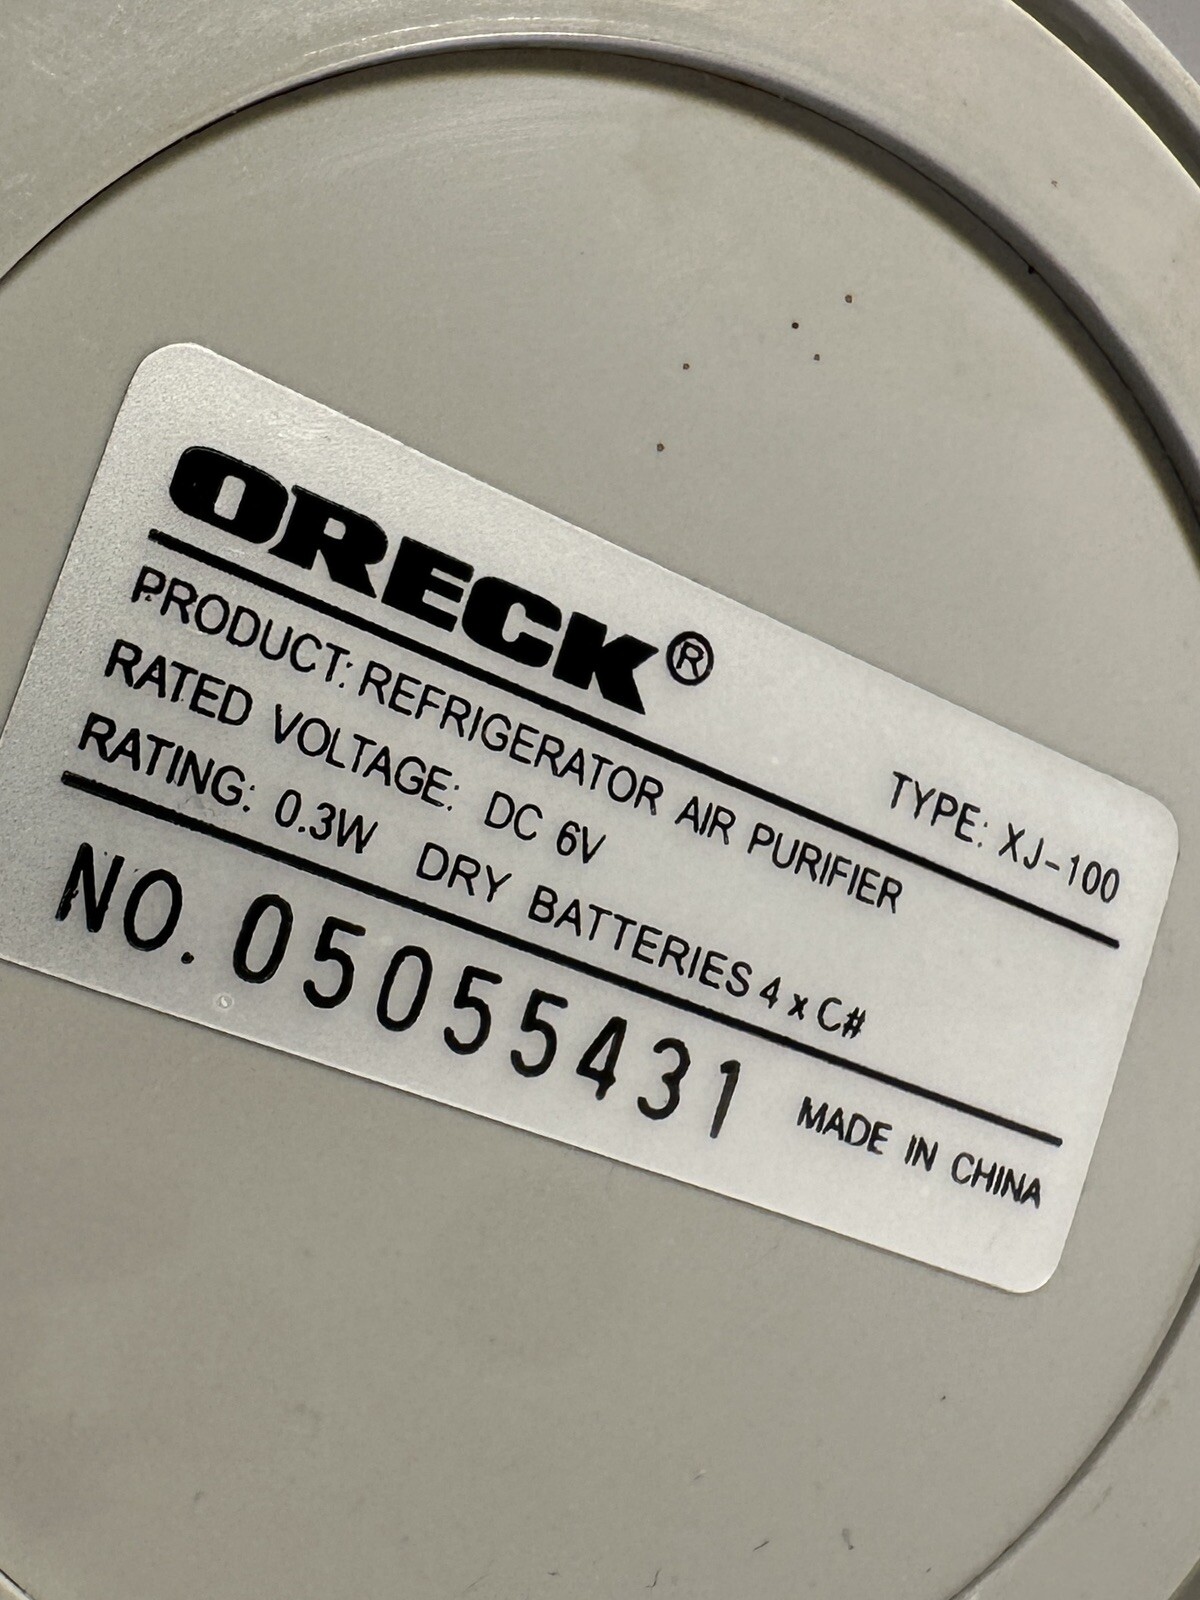 ORECK®
TYPE: XJ-100
PRODUCT: REFRIGERATOR AIR PURIFIER
RATED VOLTAGE: DC 6V
RATING: 0.3W DRY BATTERIES 4 x C#
NO. 05055431 MADE IN CHINA